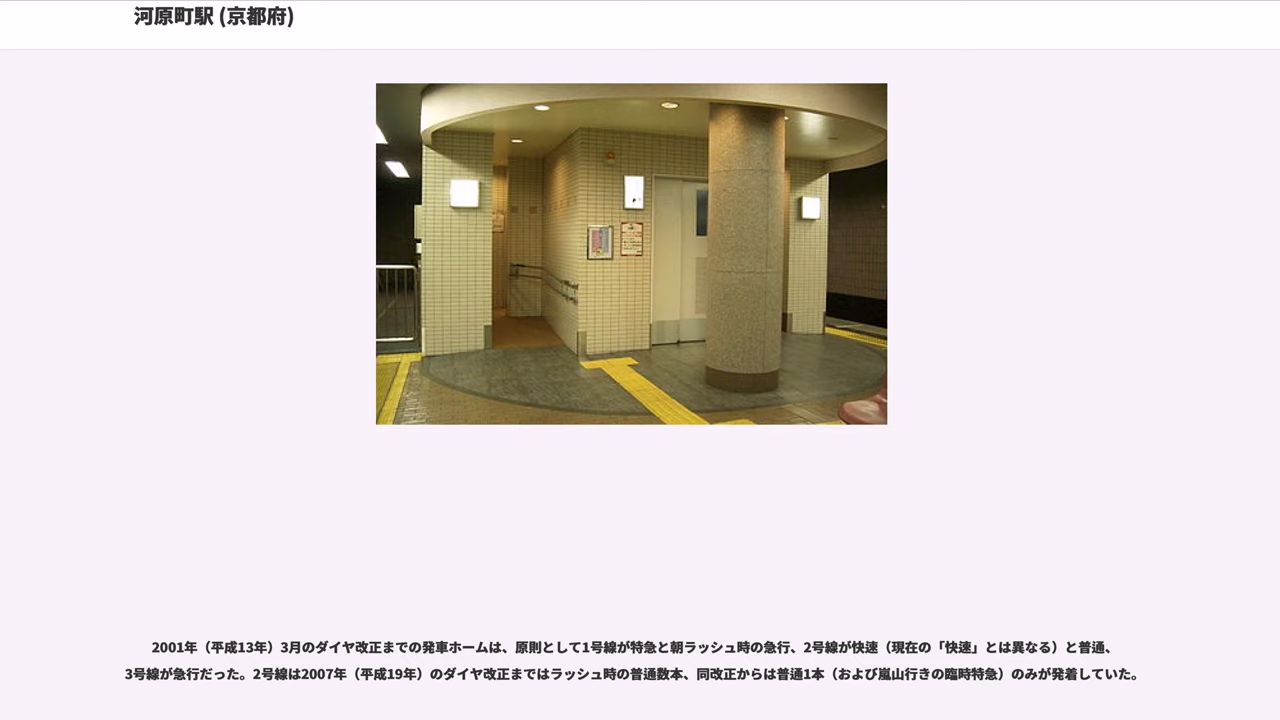 河原町駅 (京都府)
2001年（平成13年）3月のダイヤ改正までの発車ホームは、原則として1号線が特急と朝ラッシュ時の急行、2号線が快速（現在の「快速」とは異なる）と普通、
3号線が急行だった。2号線は2007年（平成19年）のダイヤ改正まではラッシュ時の普通数本、同改正からは普通1本（および嵐山行きの臨時特急）のみが発着していた。